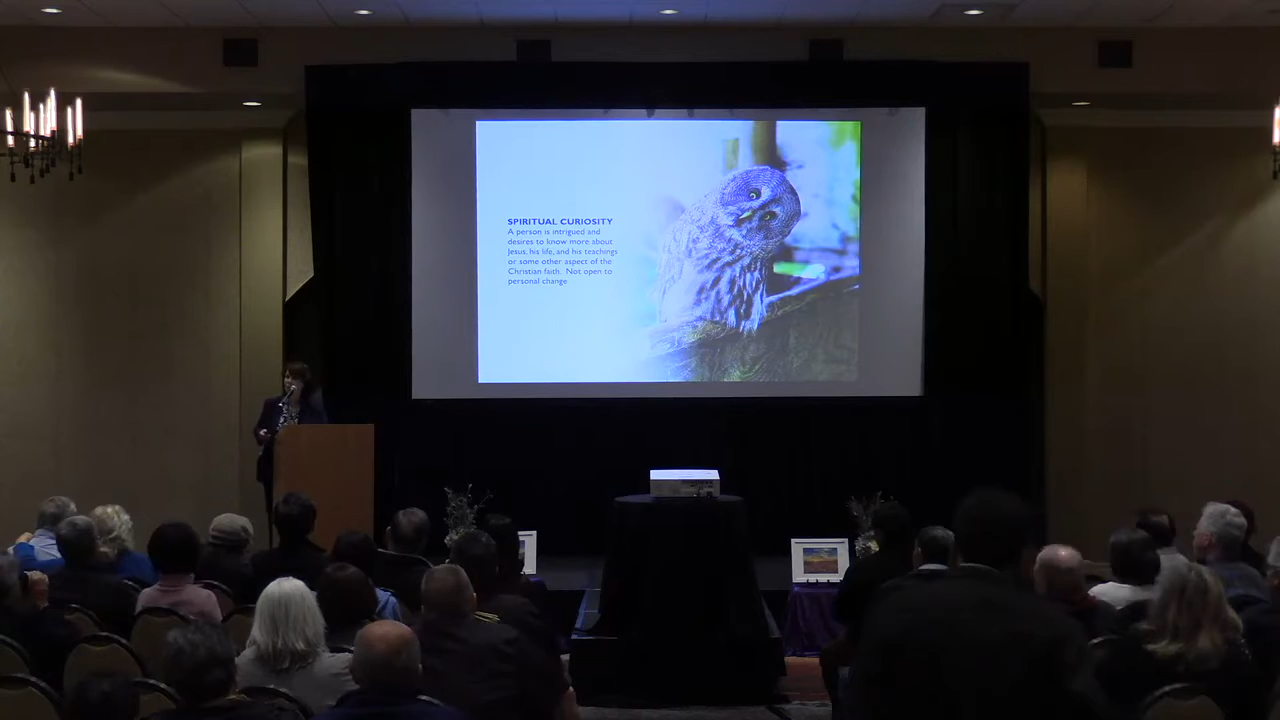 SPIRITUAL CURIOSITY
A person is intrigued and
desires to know more about
Jesus, his life, and his teachings
or some other aspect of the
Christian faith. Not open to
personal change